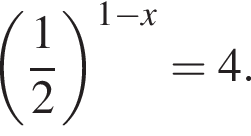 (1/2)^{1−x} = 4.